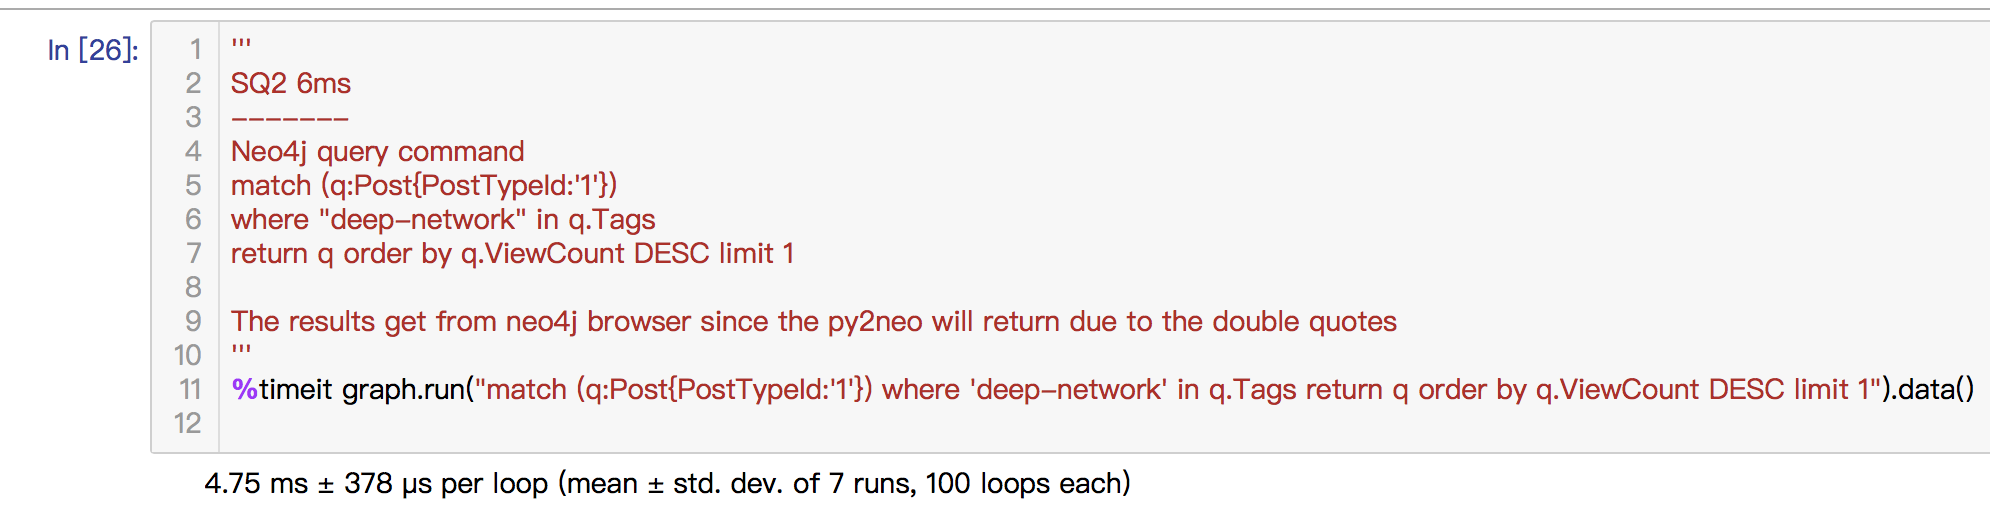 In [26]:
1 '''
2 SQ2 6ms
3 -------
4 Neo4j query command
5 match (q:Post{PostTypeId:'1'})
6 where "deep-network" in q.Tags
7 return q order by q.ViewCount DESC limit 1
8
9 The results get from neo4j browser since the py2neo will return due to the double quotes
10 '''
11 %timeit graph.run("match (q:Post{PostTypeId:'1'}) where 'deep-network' in q.Tags return q order by q.ViewCount DESC limit 1").data()
12
4.75 ms ± 378 µs per loop (mean ± std. dev. of 7 runs, 100 loops each)